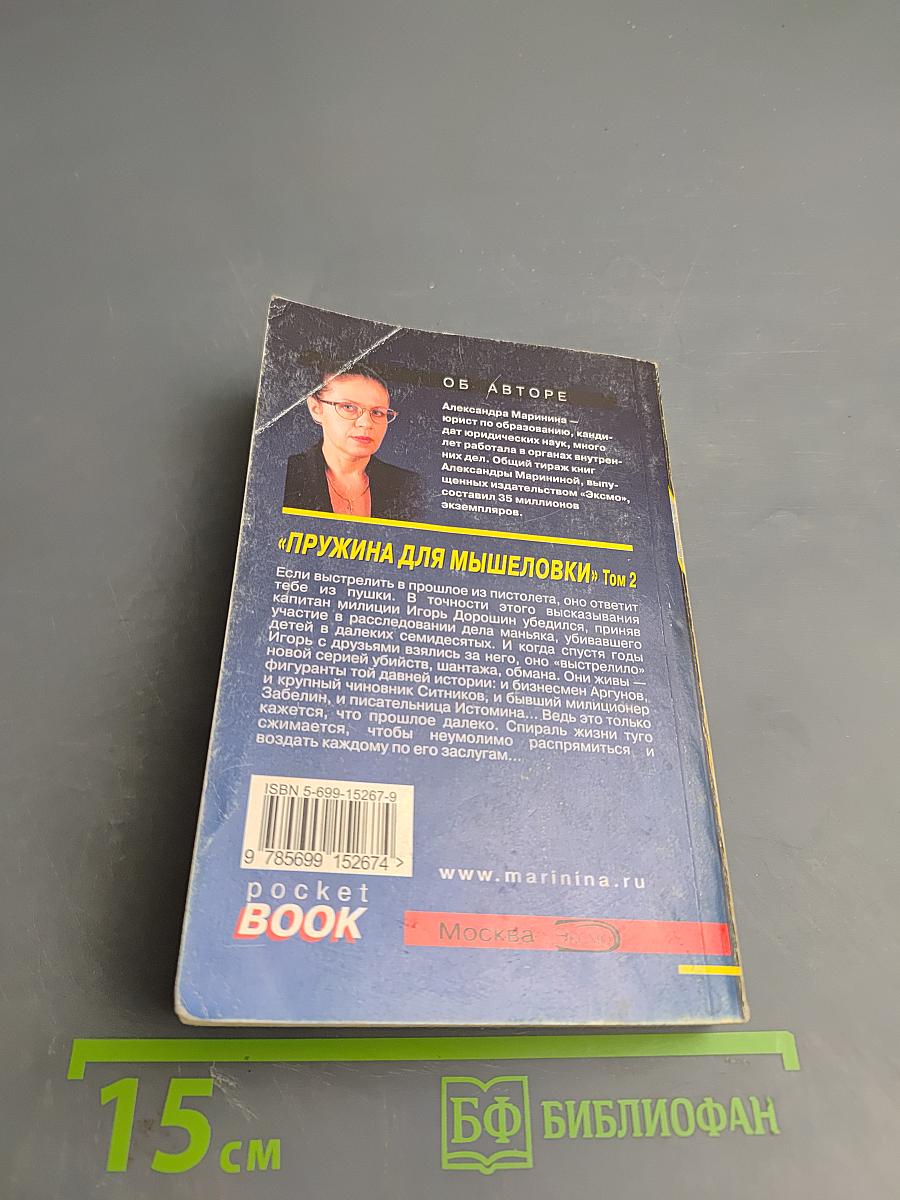 ОБ АВТОРЕ
Александра Маринина —
юрист по образованию, канди-
дат юридических наук, много
лет работала в органах внутрен-
них дел. Общий тираж книг
Александры Марининой, выпу-
щенных издательством «Эксмо»,
составил 35 миллионов
экземпляров.
«ПРУЖИНА ДЛЯ МЫШЕЛОВКИ» Том 2
Если выстрелить в прошлое из пистолета, оно ответит
тебе из пушки. В точности этого высказывания
капитан милиции Игорь Дорошин убедился, приняв
участие в расследовании дела маньяка, убивавшего
детей в далеких семидесятых. И когда спустя годы
Игорь с друзьями взялись за него, оно «выстрелило»
новой серией убийств, шантажа, обмана. Они живы —
фигуранты той давней истории: и бизнесмен Аргунов,
и крупный чиновник Ситников, и бывший милиционер
Забелин, и писательница Истомина... Ведь это только
кажется, что прошлое далеко. Спираль жизни туго
сжимается, чтобы неумолимо распрямиться и
воздать каждому по его заслугам...
ISBN 5-699-15267-9
9 785699 152674 >
www.marinina.ru
pocket
BOOK
Москва ЭКСМО
15 см
БФ БИБЛИОФАН